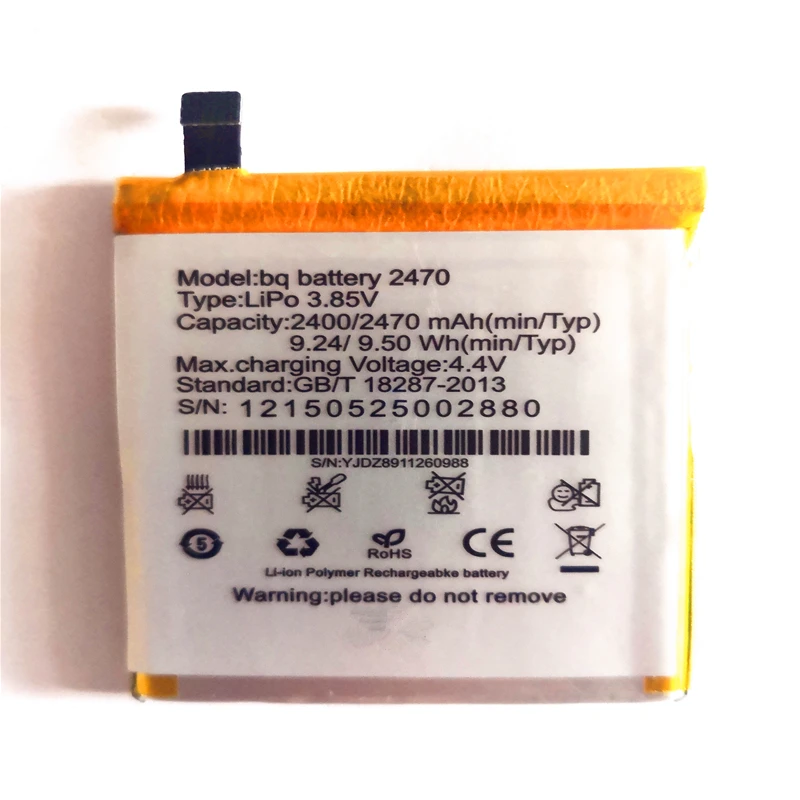 Model:bq battery 2470
Type:LiPo 3.85V
Capacity:2400/2470 mAh(min/Typ)
9.24/ 9.50 Wh(min/Typ)
Max.charging Voltage:4.4V
Standard:GB/T 18287-2013
S/N: 12150525002880
S/N:YJDZ8911260988
5
RoHS
CE
Li-ion Polymer Rechargeabke battery
Warning:please do not remove